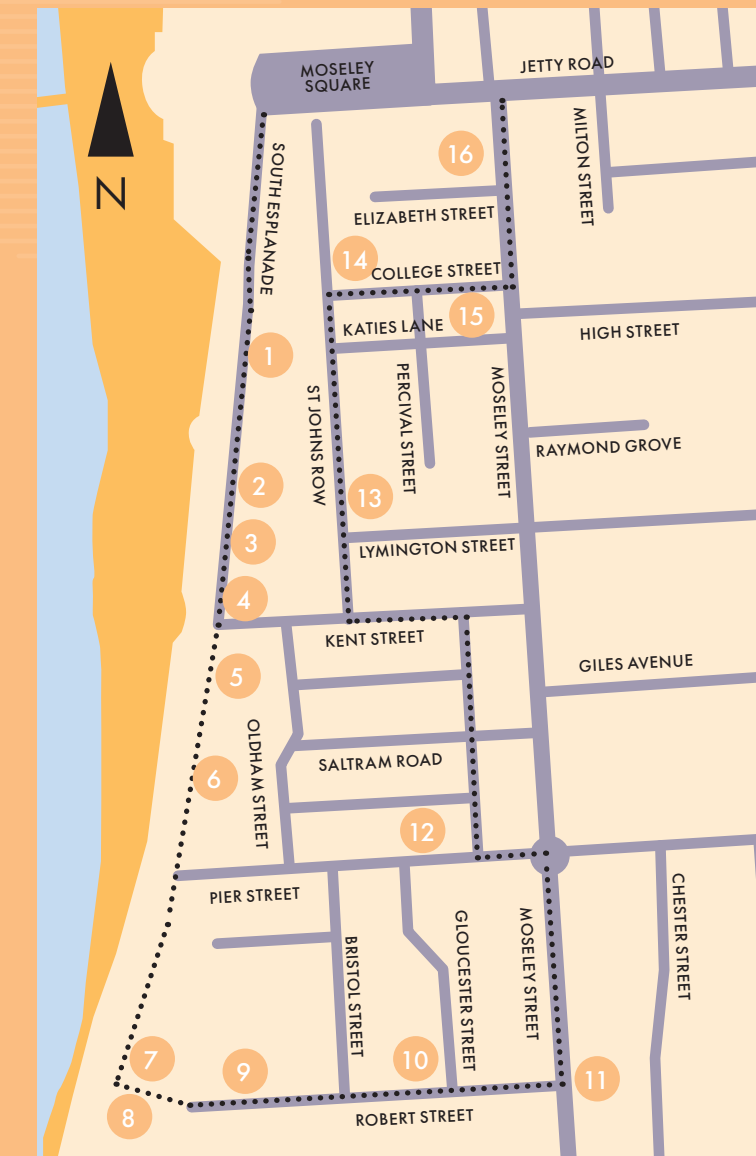 MOSELEY
SQUARE
JETTY ROAD
N
SOUTH ESPLANADE
MILTON STREET
16
ELIZABETH STREET
14
COLLEGE STREET
15
KATIES LANE
HIGH STREET
1
ST JOHNS ROW
PERCIVAL STREET
MOSELEY STREET
RAYMOND GROVE
2
13
3
LYMINGTON STREET
4
KENT STREET
5
GILES AVENUE
OLDHAM STREET
6
SALTRAM ROAD
12
PIER STREET
BRISTOL STREET
GLOUCESTER STREET
MOSELEY STREET
CHESTER STREET
7
9
10
11
8
ROBERT STREET